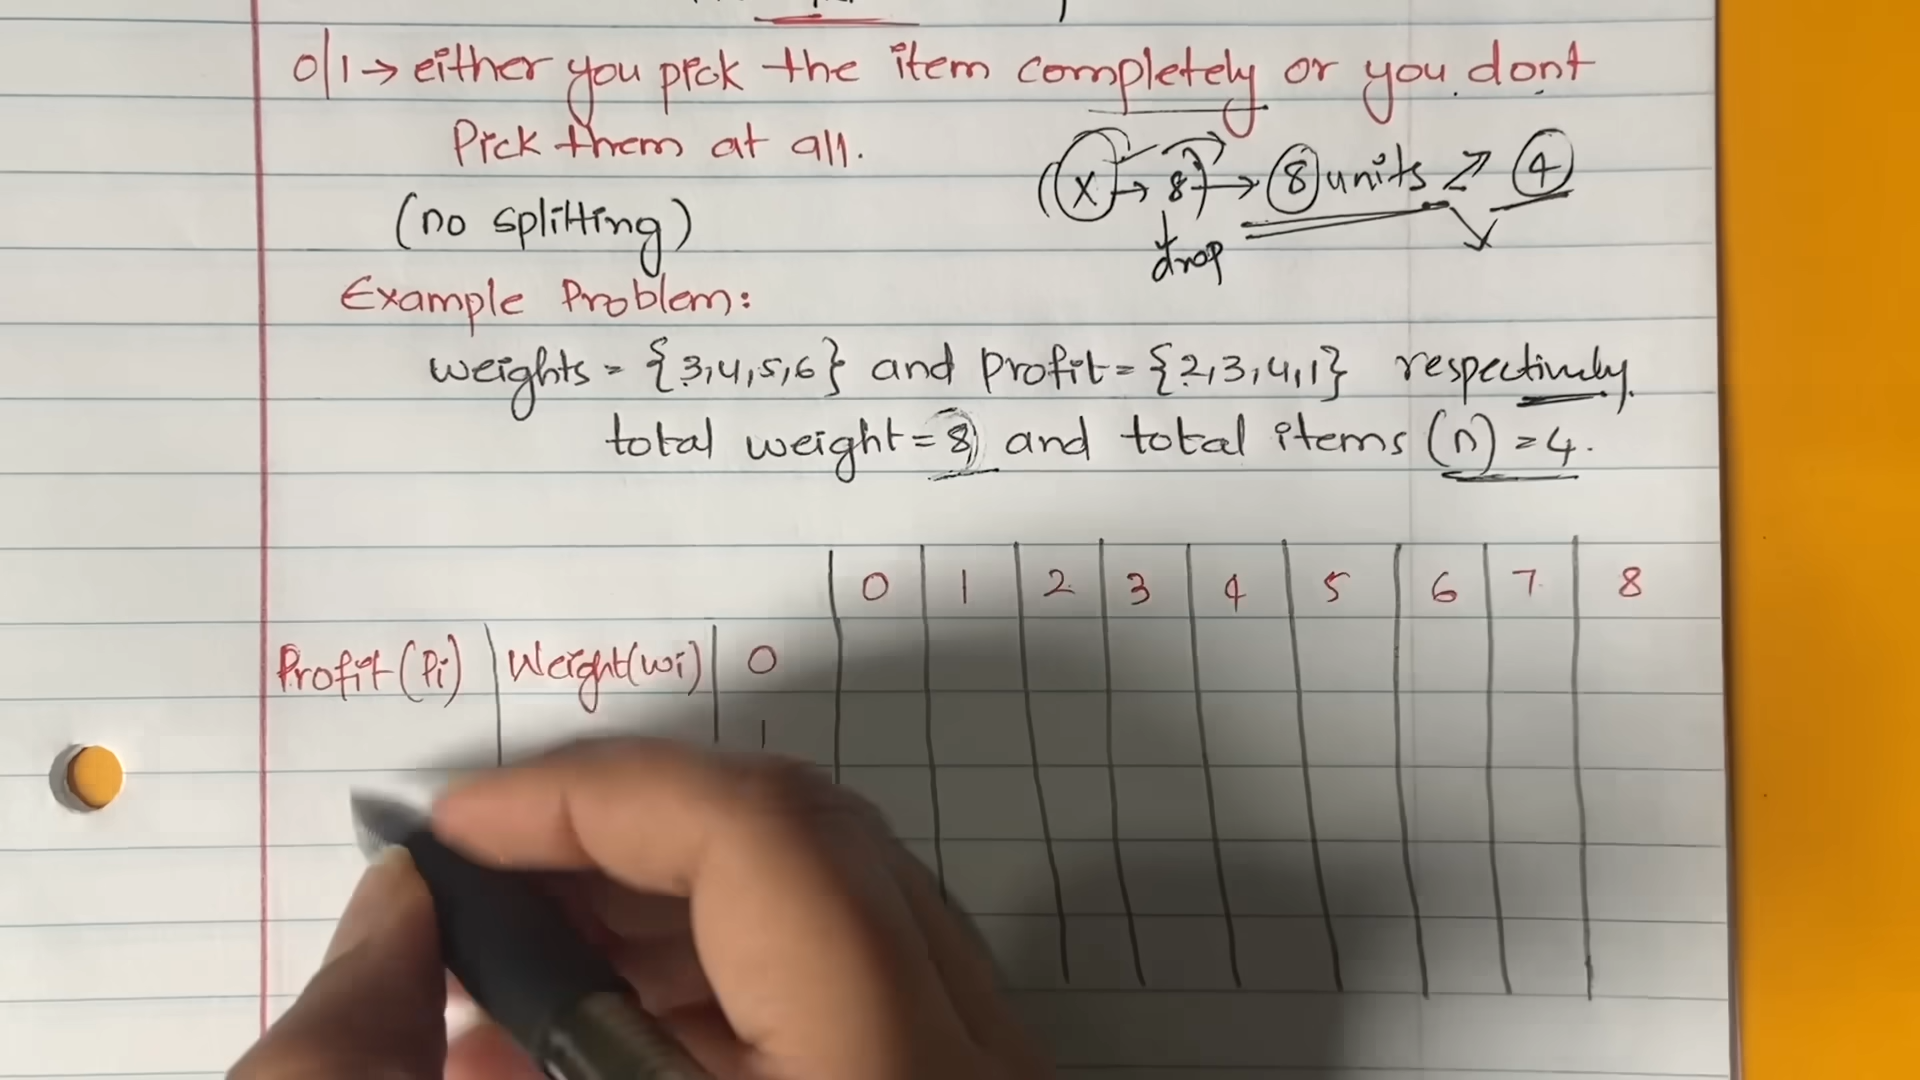 0/1→ either you pick the item completely or you dont
Pick them at all.
(x → 8) → 8 units ≥ 4
drop
(no splitting)
Example Problem:
weights = {3,4,5,6} and Profit = {2,3,4,1} respectively.
total weight = 8 and total items (n) = 4.
0 1 2 3 4 5 6 7 8
Profit (Pi) Weight(wi) 0
1